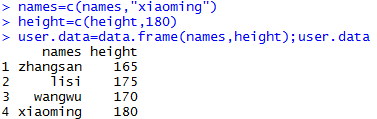 > names=c(names,"xiaoming")
> height=c(height,180)
> user.data=data.frame(names,height);user.data
names height
1 zhangsan 165
2 lisi 175
3 wangwu 170
4 xiaoming 180